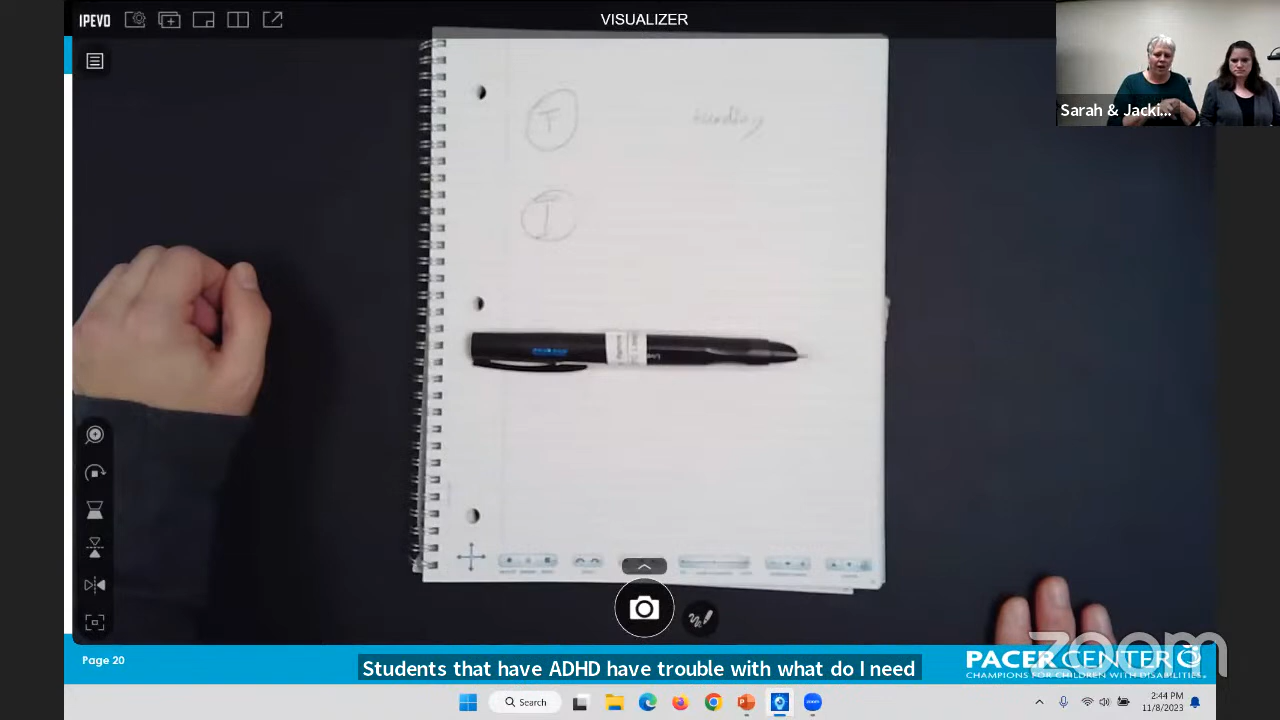 IPEVO
VISUALIZER
Sarah & Jacki...
T
I
Page 20
Students that have ADHD have trouble with what do I need
PACER CENTER
CHAMPIONS FOR CHILDREN WITH DISABILITIES
zoom
Search
2:44 PM
11/8/2023